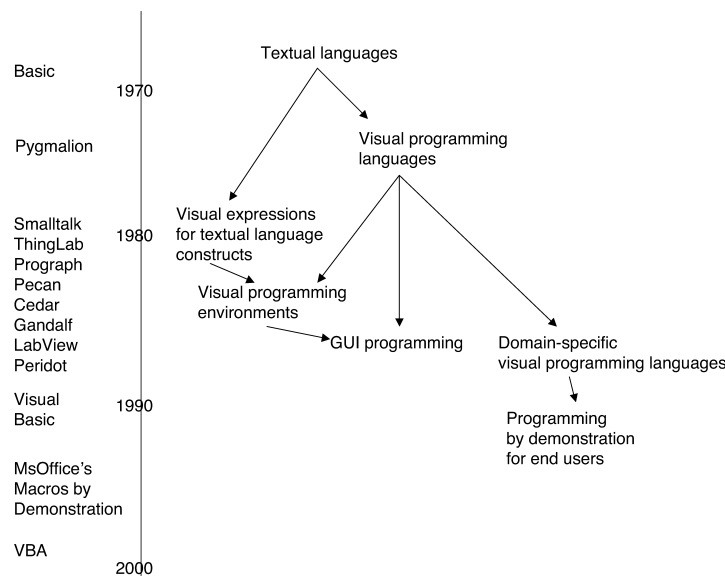 Textual languages
Basic
1970
Visual programming
languages
Pygmalion
Visual expressions
for textual language
constructs
Smalltalk
ThingLab
Prograph
Pecan
Cedar
Gandalf
LabView
Peridot
1980
Visual programming
environments
GUI programming
Domain-specific
visual programming languages
Visual
Basic
1990
Programming
by demonstration
for end users
MsOffice's
Macros by
Demonstration
VBA
2000